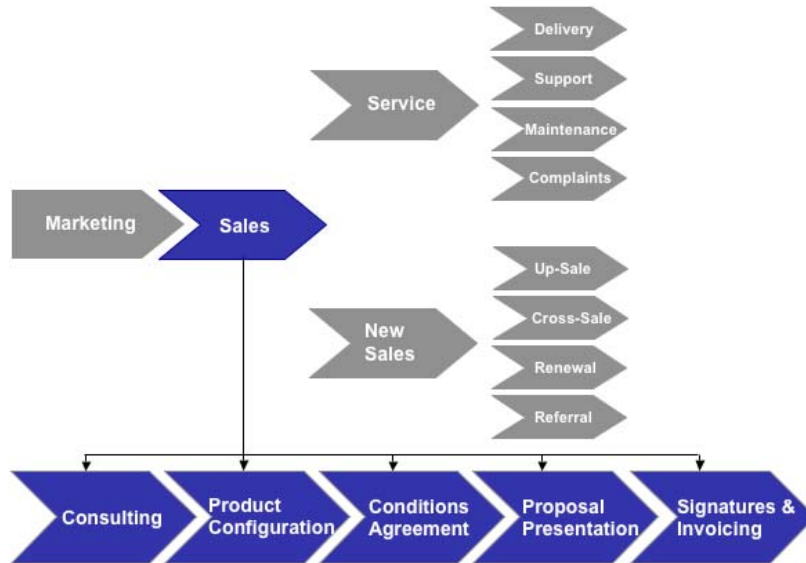 Delivery
Support
Service
Maintenance
Complaints
Marketing
Sales
Up-Sale
Cross-Sale
New
Sales
Renewal
Referral
Consulting
Product
Configuration
Conditions
Agreement
Proposal
Presentation
Signatures &
Invoicing